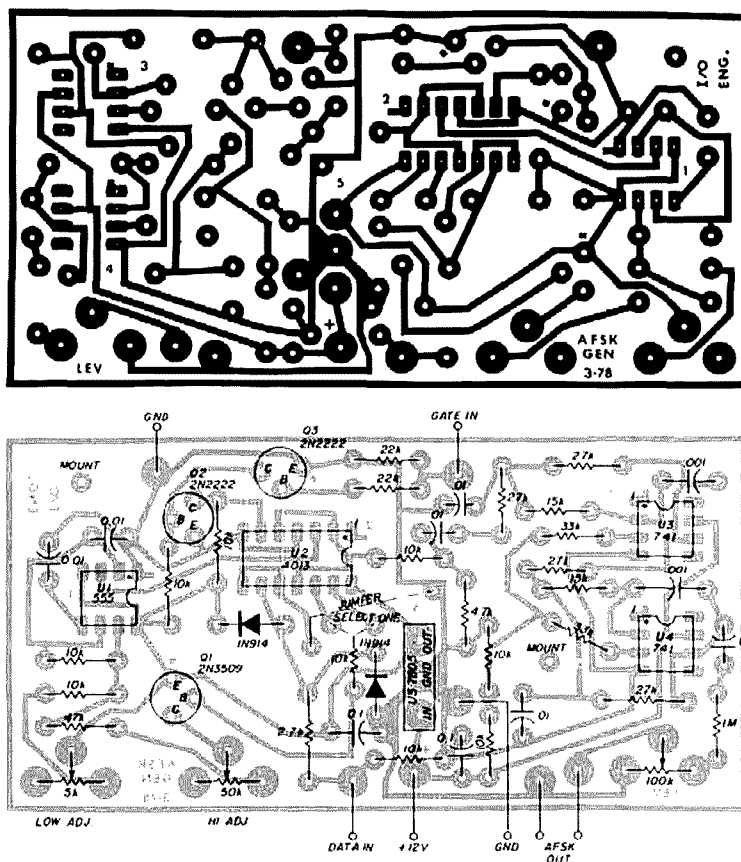 3
2
I/O
ENG.
1
5
4
+
LEV
AFSK
GEN
3-78
GND
Q3
2N2222
GATE IN
MOUNT
Q2
2N2222
C
B
E
C
E
B
22k
22k
.01
.01
27k
27k
15k
33k
.001
U3
741
0.01
U1
555
10k
10k
U2
4013
10k
27k
15k
.001
U4
741
JUMPER
SELECT ONE
1N914
1N914
10k
4.7k
10k
MOUNT
U5 7805
IN GND OUT
Q1
2N3509
E
B
C
10k
10k
47k
0.1
10k
0.1
.01
27k
1M
5k
50k
100k
LOW ADJ
HI ADJ
DATA IN
+12V
GND
AFSK
OUT